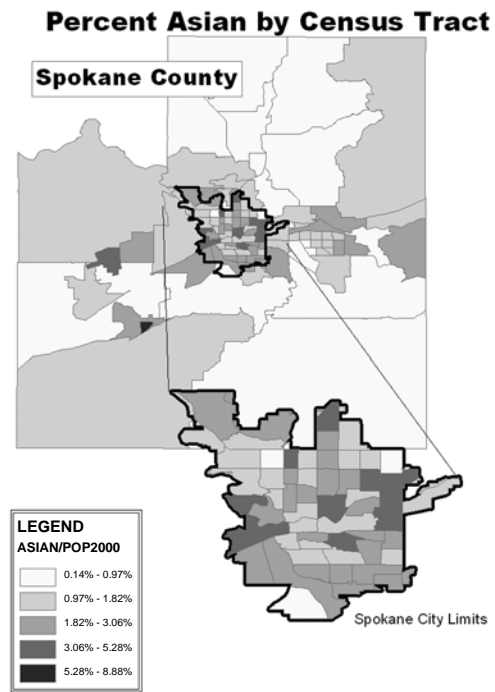 Percent Asian by Census Tract
Spokane County
LEGEND
ASIAN/POP2000
0.14% - 0.97%
0.97% - 1.82%
1.82% - 3.06%
3.06% - 5.28%
5.28% - 8.88%
Spokane City Limits